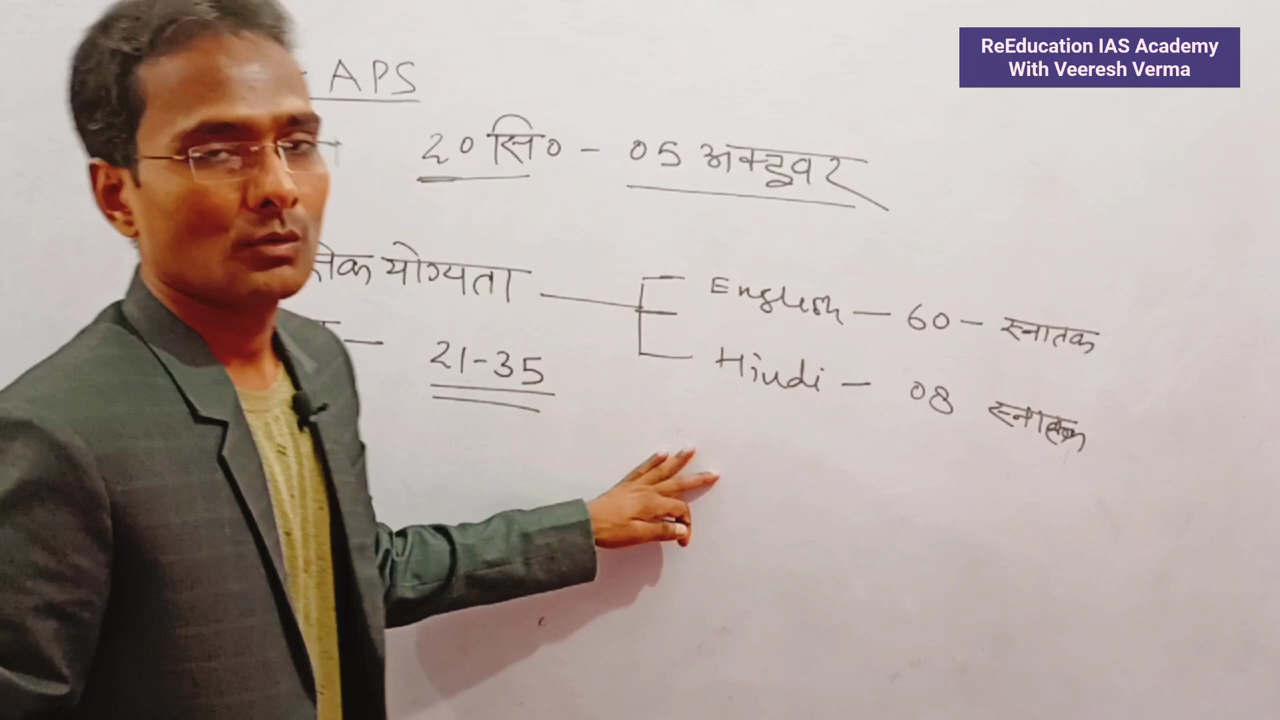 ReEducation IAS Academy
With Veeresh Verma
APS
20 सि० - 05 अक्टूवर
योग्यता
English - 60 - स्नातक
Hindi - 08 स्नातक
21-35